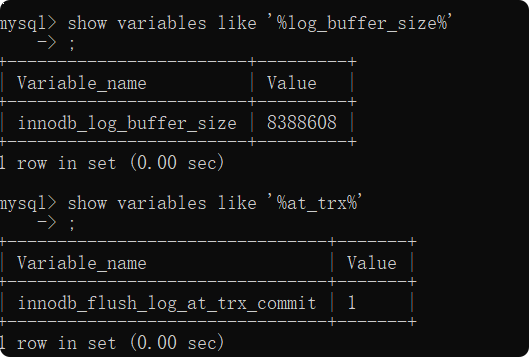 mysql> show variables like '%log_buffer_size%'
    -> ;
+------------------------+---------+
| Variable_name          | Value   |
+------------------------+---------+
| innodb_log_buffer_size | 8388608 |
+------------------------+---------+
1 row in set (0.00 sec)

mysql> show variables like '%at_trx%'
    -> ;
+--------------------------------+-------+
| Variable_name                  | Value |
+--------------------------------+-------+
| innodb_flush_log_at_trx_commit | 1     |
+--------------------------------+-------+
1 row in set (0.00 sec)